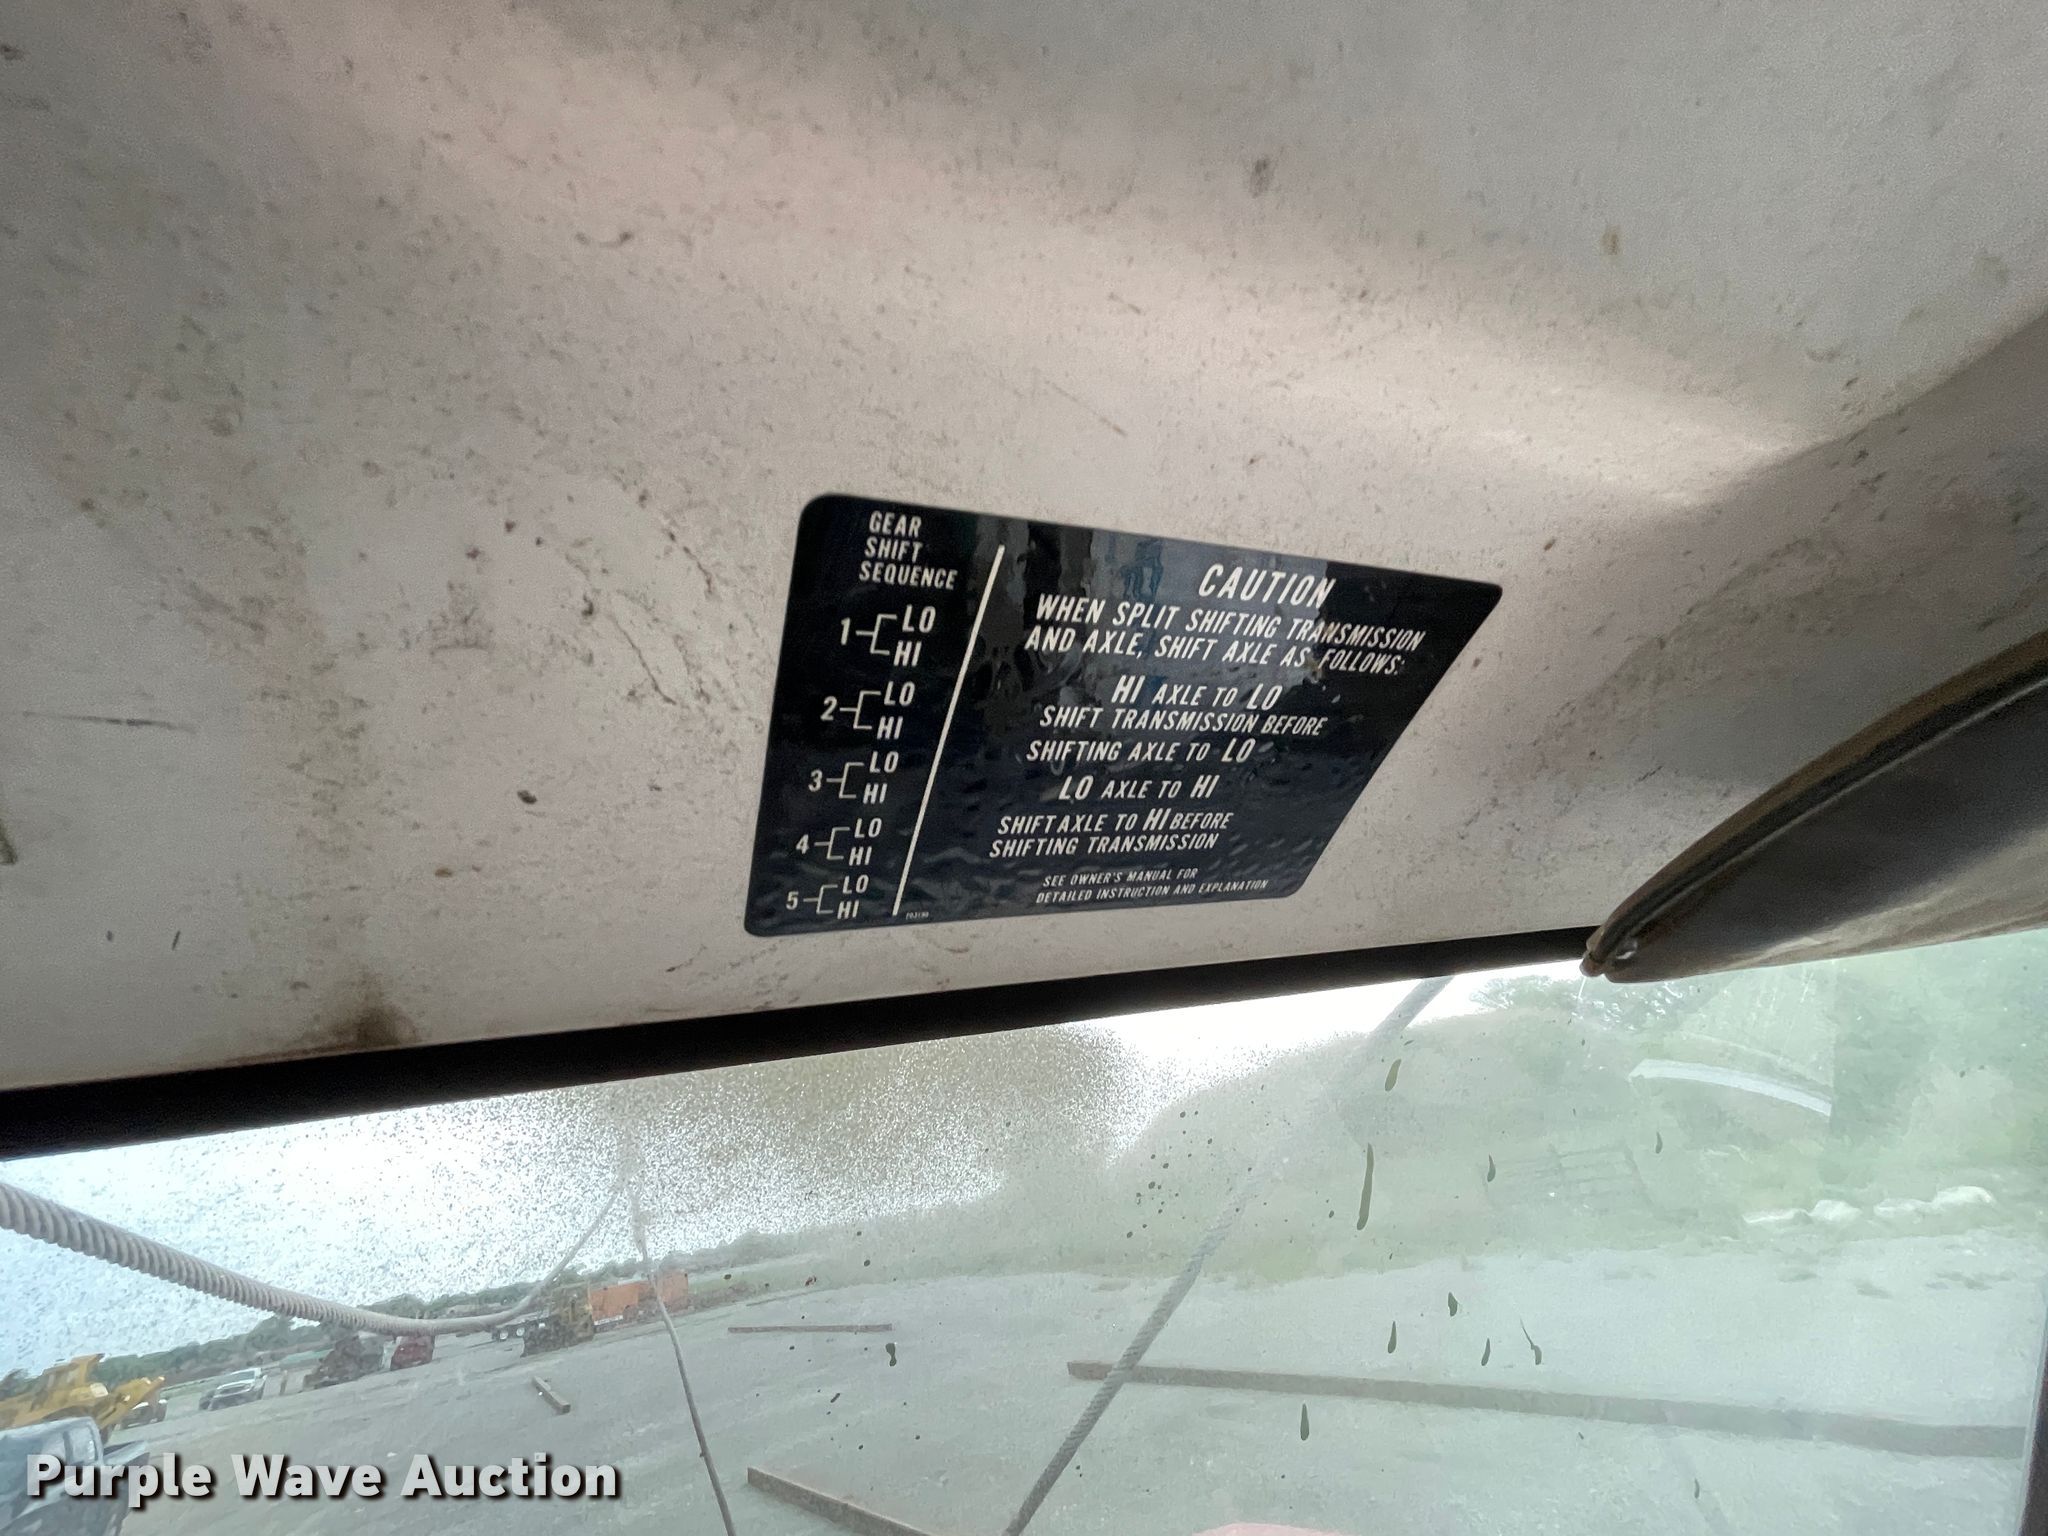 GEAR
SHIFT
SEQUENCE
1 LO
HI
2 LO
HI
3 LO
HI
4 LO
HI
5 LO
HI
CAUTION
WHEN SPLIT SHIFTING TRANSMISSION
AND AXLE, SHIFT AXLE AS FOLLOWS:
HI AXLE TO LO
SHIFT TRANSMISSION BEFORE
SHIFTING AXLE TO LO
LO AXLE TO HI
SHIFT AXLE TO HI BEFORE
SHIFTING TRANSMISSION
SEE OWNER'S MANUAL FOR
DETAILED INSTRUCTION AND EXPLANATION
Purple Wave Auction